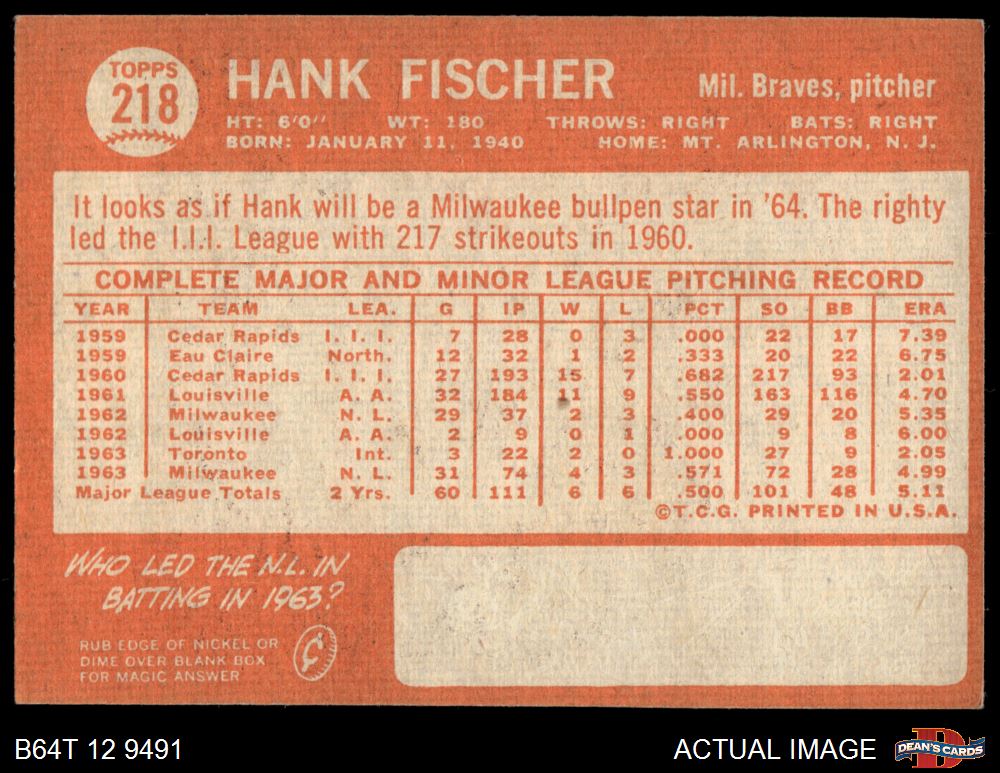 TOPPS
218
HANK FISCHER
Mil. Braves, pitcher
HT: 6'0" WT: 180 THROWS: RIGHT BATS: RIGHT
BORN: JANUARY 11, 1940 HOME: MT. ARLINGTON, N. J.
It looks as if Hank will be a Milwaukee bullpen star in '64. The righty
led the I.I.I. League with 217 strikeouts in 1960.
COMPLETE MAJOR AND MINOR LEAGUE PITCHING RECORD
YEAR TEAM LEA. G IP W L PCT SO BB ERA
1959 Cedar Rapids I. I. I. 7 28 0 3 .000 22 17 7.39
1959 Eau Claire North. 12 32 1 2 .333 20 22 6.75
1960 Cedar Rapids I. I. I. 27 193 15 7 .682 217 93 2.01
1961 Louisville A. A. 32 184 11 9 .550 163 116 4.70
1962 Milwaukee N. L. 29 37 2 3 .400 29 20 5.35
1962 Louisville A. A. 2 9 0 1 .000 9 8 6.00
1963 Toronto Int. 3 22 2 0 1.000 27 9 2.05
1963 Milwaukee N. L. 31 74 4 3 .571 72 28 4.99
Major League Totals 2 Yrs. 60 111 6 6 .500 101 48 5.11
©T.C.G. PRINTED IN U.S.A.
WHO LED THE N.L. IN
BATTING IN 1963?
RUB EDGE OF NICKEL OR
DIME OVER BLANK BOX
FOR MAGIC ANSWER
B64T 12 9491
ACTUAL IMAGE
D
DEAN'S CARDS